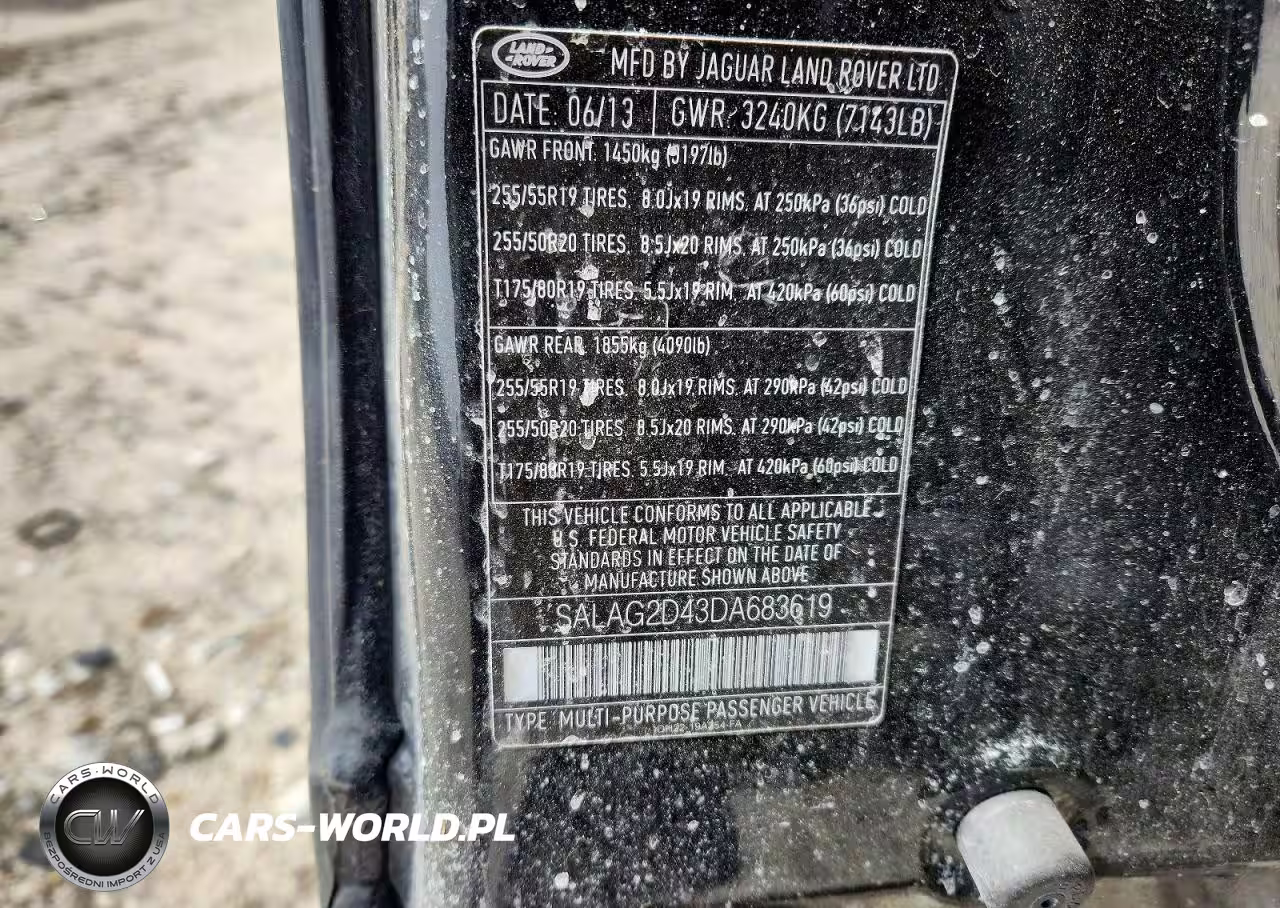 LAND ROVER
MFD BY JAGUAR LAND ROVER LTD
DATE: 06/13 GWR: 3240KG (7143LB)
GAWR FRONT 1450kg (3197lb)
255/55R19 TIRES. 8.0Jx19 RIMS. AT 250kPa (36psi) COLD
255/50R20 TIRES. 8.5Jx20 RIMS. AT 250kPa (36psi) COLD
T175/80R19 TIRES. 5.5Jx19 RIM. AT 420kPa (60psi) COLD
GAWR REAR 1855kg (4090lb)
255/55R19 TIRES. 8.0Jx19 RIMS. AT 290kPa (42psi) COLD
255/50R20 TIRES. 8.5Jx20 RIMS. AT 290kPa (42psi) COLD
T175/80R19 TIRES. 5.5Jx19 RIM. AT 420kPa (60psi) COLD
THIS VEHICLE CONFORMS TO ALL APPLICABLE
U.S. FEDERAL MOTOR VEHICLE SAFETY
STANDARDS IN EFFECT ON THE DATE OF
MANUFACTURE SHOWN ABOVE
SALAG2D43DA683619
TYPE MULTI-PURPOSE PASSENGER VEHICLE
CARS-WORLD
CW
BEZPOŚREDNI IMPORT Z USA
CARS-WORLD.PL